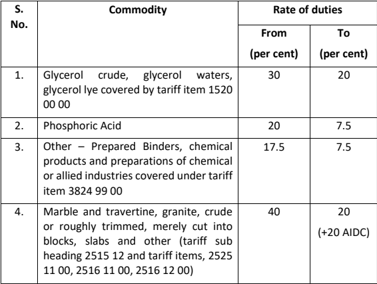 S. No.
Commodity
Rate of duties
From (per cent)
To (per cent)
1.
Glycerol crude, glycerol waters,
glycerol lye covered by tariff item 1520
00 00
30
20
2.
Phosphoric Acid
20
7.5
3.
Other – Prepared Binders, chemical
products and preparations of chemical
or allied industries covered under tariff
item 3824 99 00
17.5
7.5
4.
Marble and travertine, granite, crude
or roughly trimmed, merely cut into
blocks, slabs and other (tariff sub
heading 2515 12 and tariff items, 2525
11 00, 2516 11 00, 2516 12 00)
40
20
(+20 AIDC)